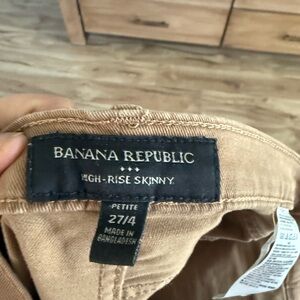 BANANA REPUBLIC
HIGH-RISE SKINNY
PETITE
27/4
MADE IN
BANGLADESH